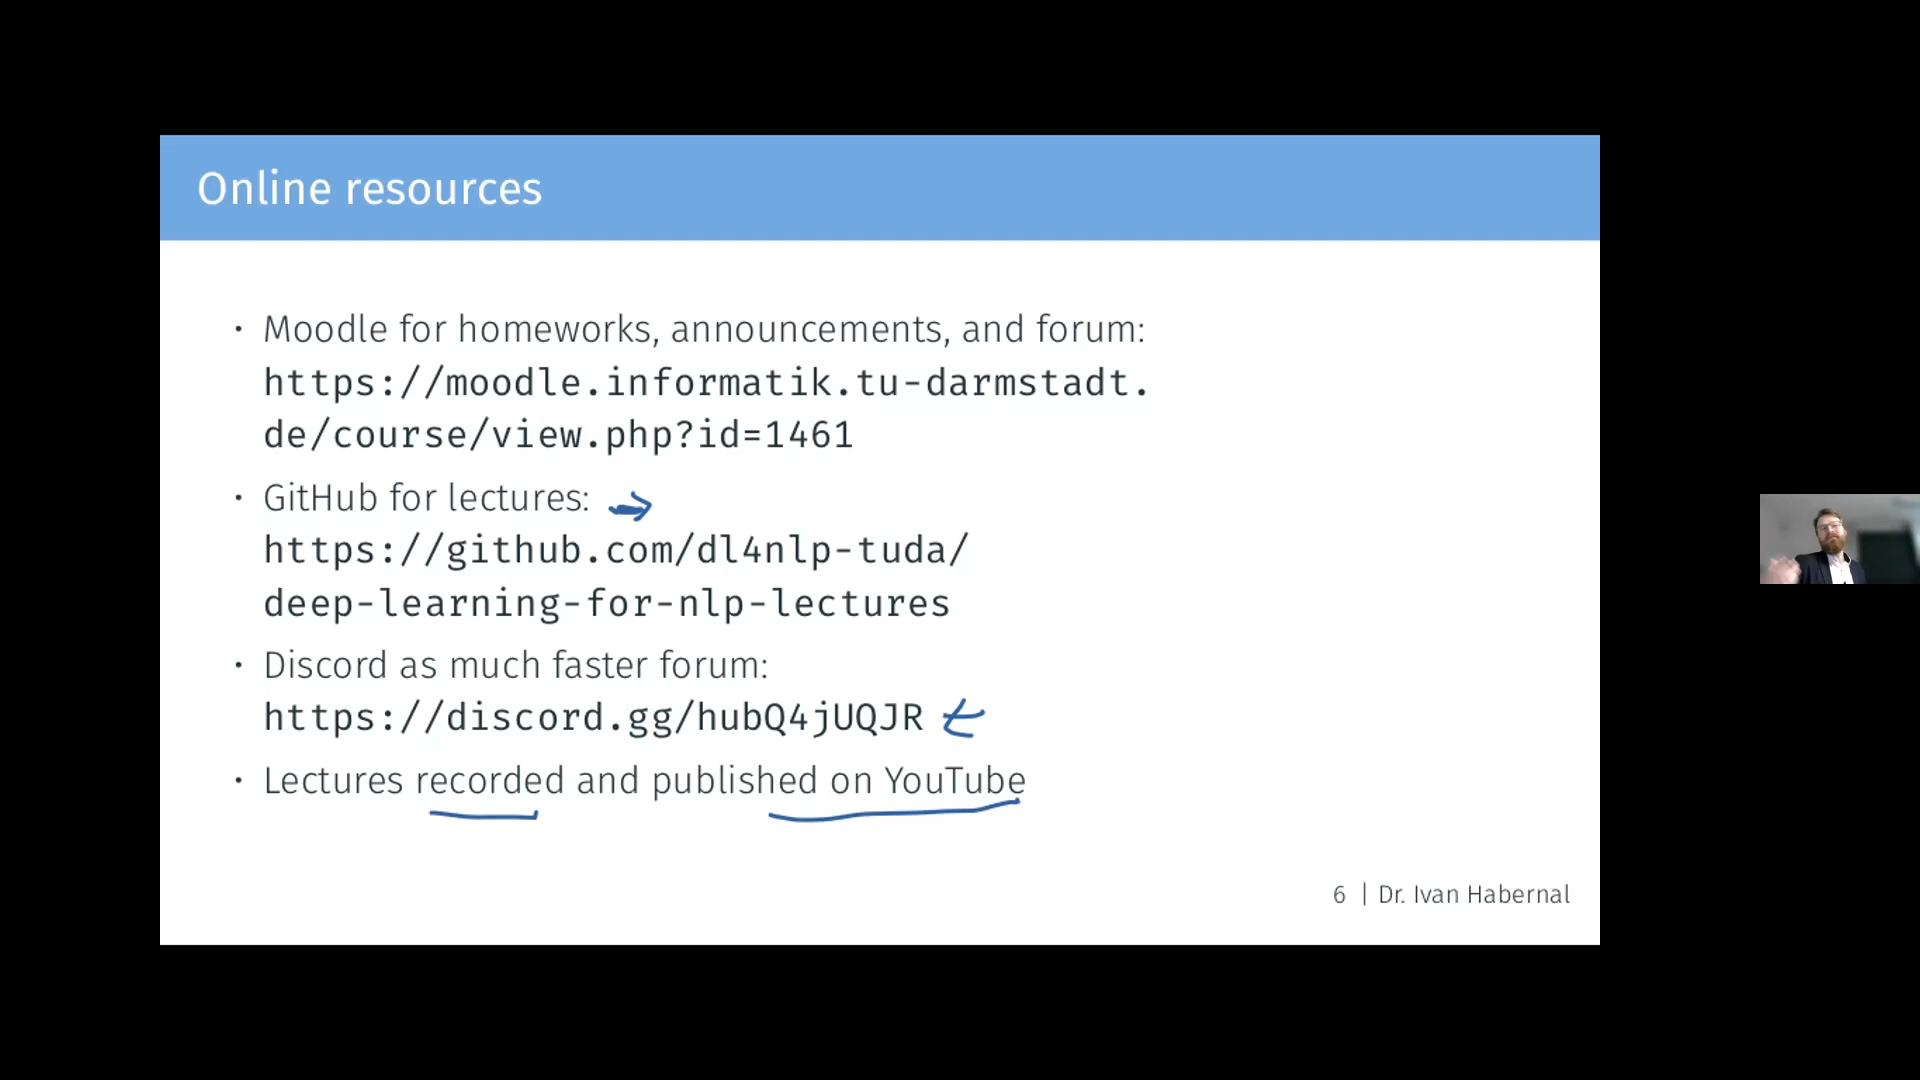 Online resources
• Moodle for homeworks, announcements, and forum:
https://moodle.informatik.tu-darmstadt.
de/course/view.php?id=1461
• GitHub for lectures:
https://github.com/dl4nlp-tuda/
deep-learning-for-nlp-lectures
• Discord as much faster forum:
https://discord.gg/hubQ4jUQJR
• Lectures recorded and published on YouTube
6 | Dr. Ivan Habernal